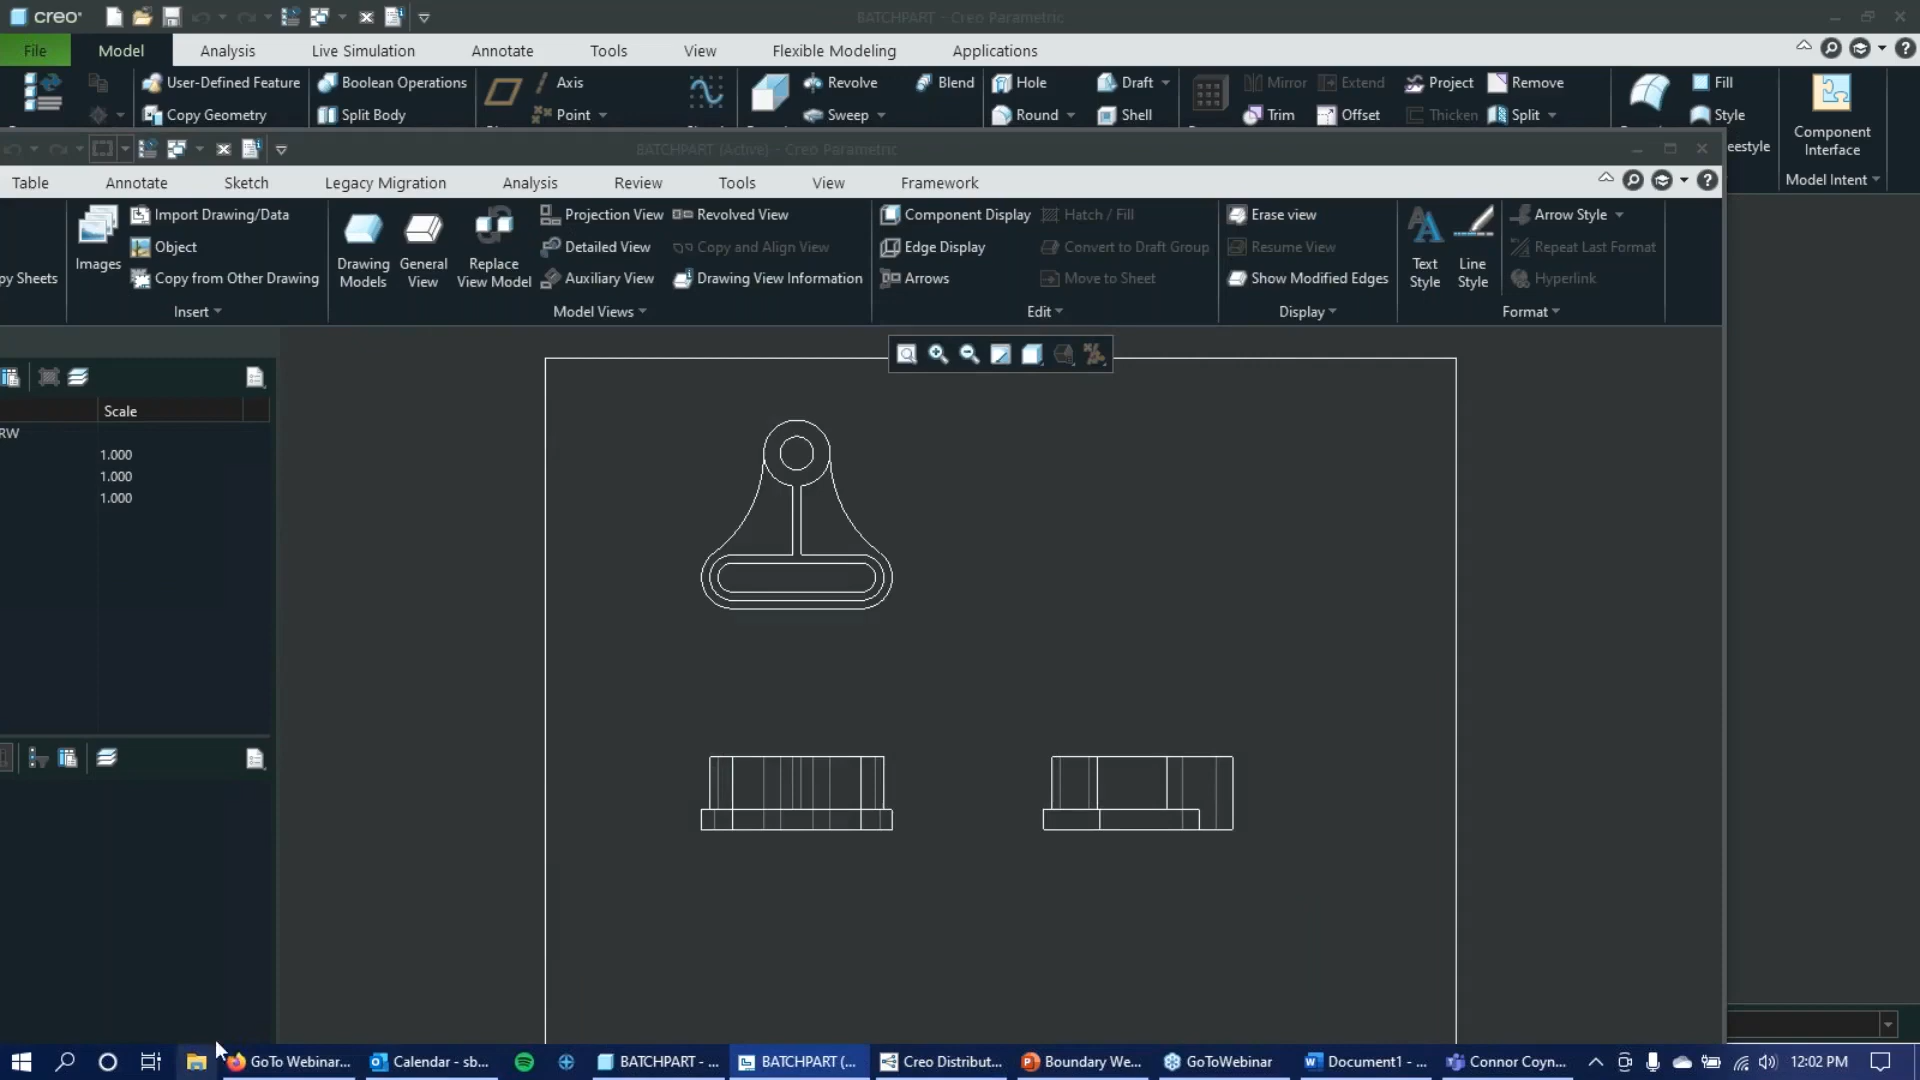 creo
BATCHPART - Creo Parametric
File Model Analysis Live Simulation Annotate Tools View Flexible Modeling Applications
User-Defined Feature Boolean Operations Axis Revolve Blend Hole Draft Mirror Extend Project Remove Fill
Copy Geometry Split Body Point Sweep Round Shell Trim Offset Thicken Split Style
Component
Interface
eestyle
Model Intent
BATCHPART (Active) - Creo Parametric
Table Annotate Sketch Legacy Migration Analysis Review Tools View Framework
Import Drawing/Data Projection View Revolved View Component Display Hatch / Fill Erase view Arrow Style
Object Detailed View Copy and Align View Edge Display Convert to Draft Group Resume View Repeat Last Format
py Sheets Images Copy from Other Drawing Drawing Models General View Replace View Model Auxiliary View Drawing View Information Arrows Move to Sheet Show Modified Edges Text Style Line Style Hyperlink
Insert Model Views Edit Display Format
Scale
RW
1.000
1.000
1.000
GoTo Webinar... Calendar - sb... BATCHPART - ... BATCHPART (... Creo Distribut... Boundary We... GoToWebinar Document1 - ... Connor Coyn... 12:02 PM